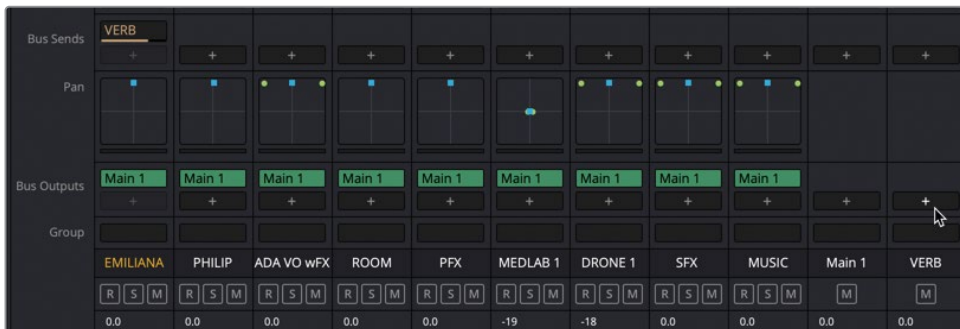 Bus Sends VERB
+ + + + + + + + + + +
Pan
Bus Outputs Main 1 Main 1 Main 1 Main 1 Main 1 Main 1 Main 1 Main 1 Main 1
+ + + + + + + + + + +
Group
EMILIANA PHILIP ADA VO wFX ROOM PFX MEDLAB 1 DRONE 1 SFX MUSIC Main 1 VERB
R S M R S M R S M R S M R S M R S M R S M R S M R S M M M
0.0 0.0 0.0 0.0 0.0 -19 -18 0.0 0.0 0.0 0.0